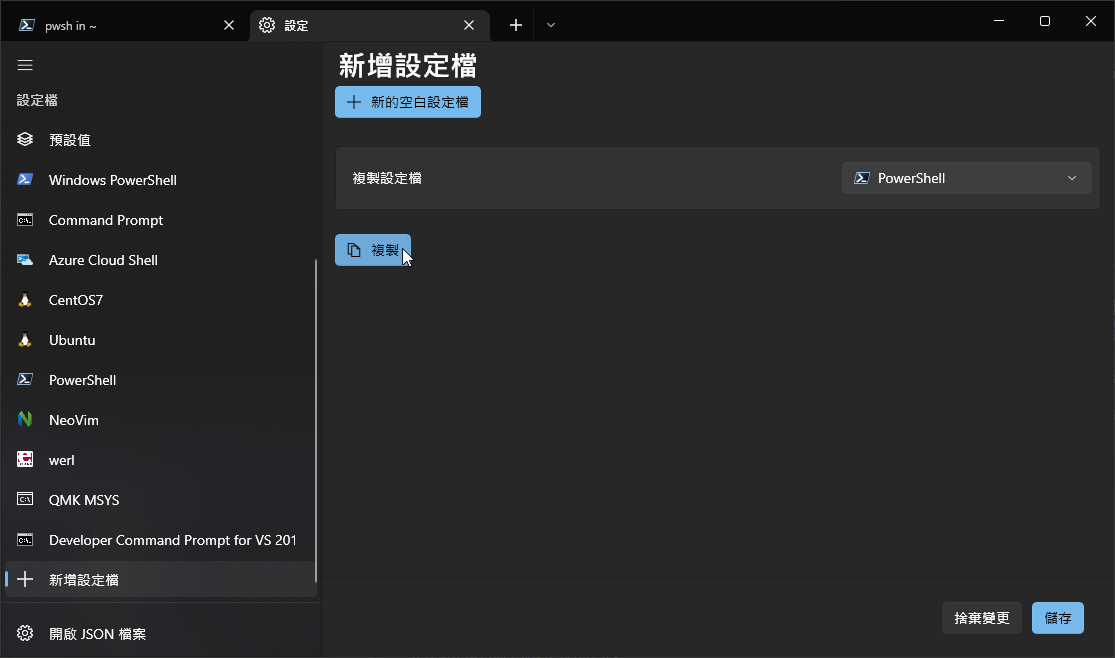 pwsh in ~
設定
設定檔
預設值
Windows PowerShell
Command Prompt
Azure Cloud Shell
CentOS7
Ubuntu
PowerShell
NeoVim
werl
QMK MSYS
Developer Command Prompt for VS 201
新增設定檔
開啟 JSON 檔案
新增設定檔
新的空白設定檔
複製設定檔
PowerShell
複製
捨棄變更
儲存